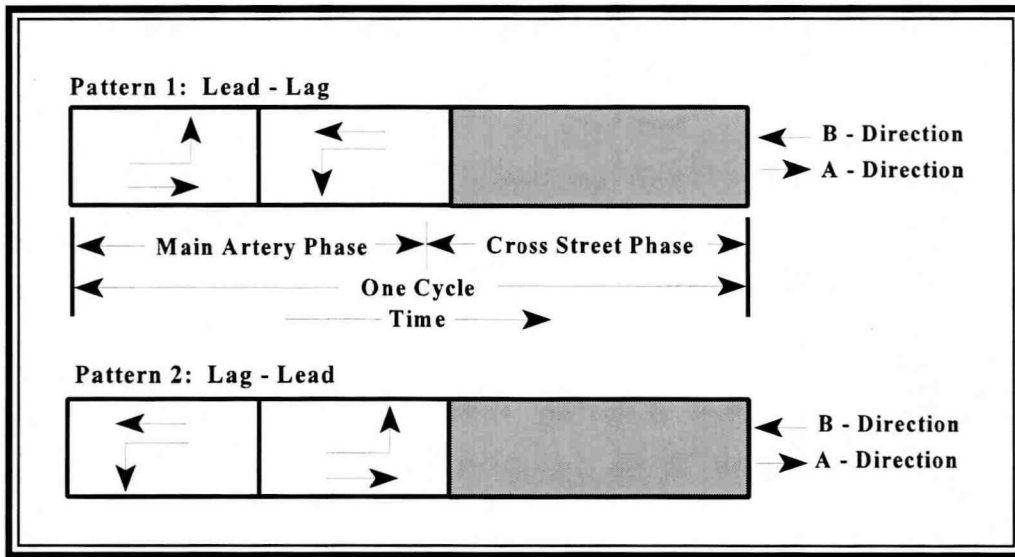 Pattern 1: Lead - Lag
B - Direction
A - Direction
Main Artery Phase
Cross Street Phase
One Cycle
Time
Pattern 2: Lag - Lead
B - Direction
A - Direction